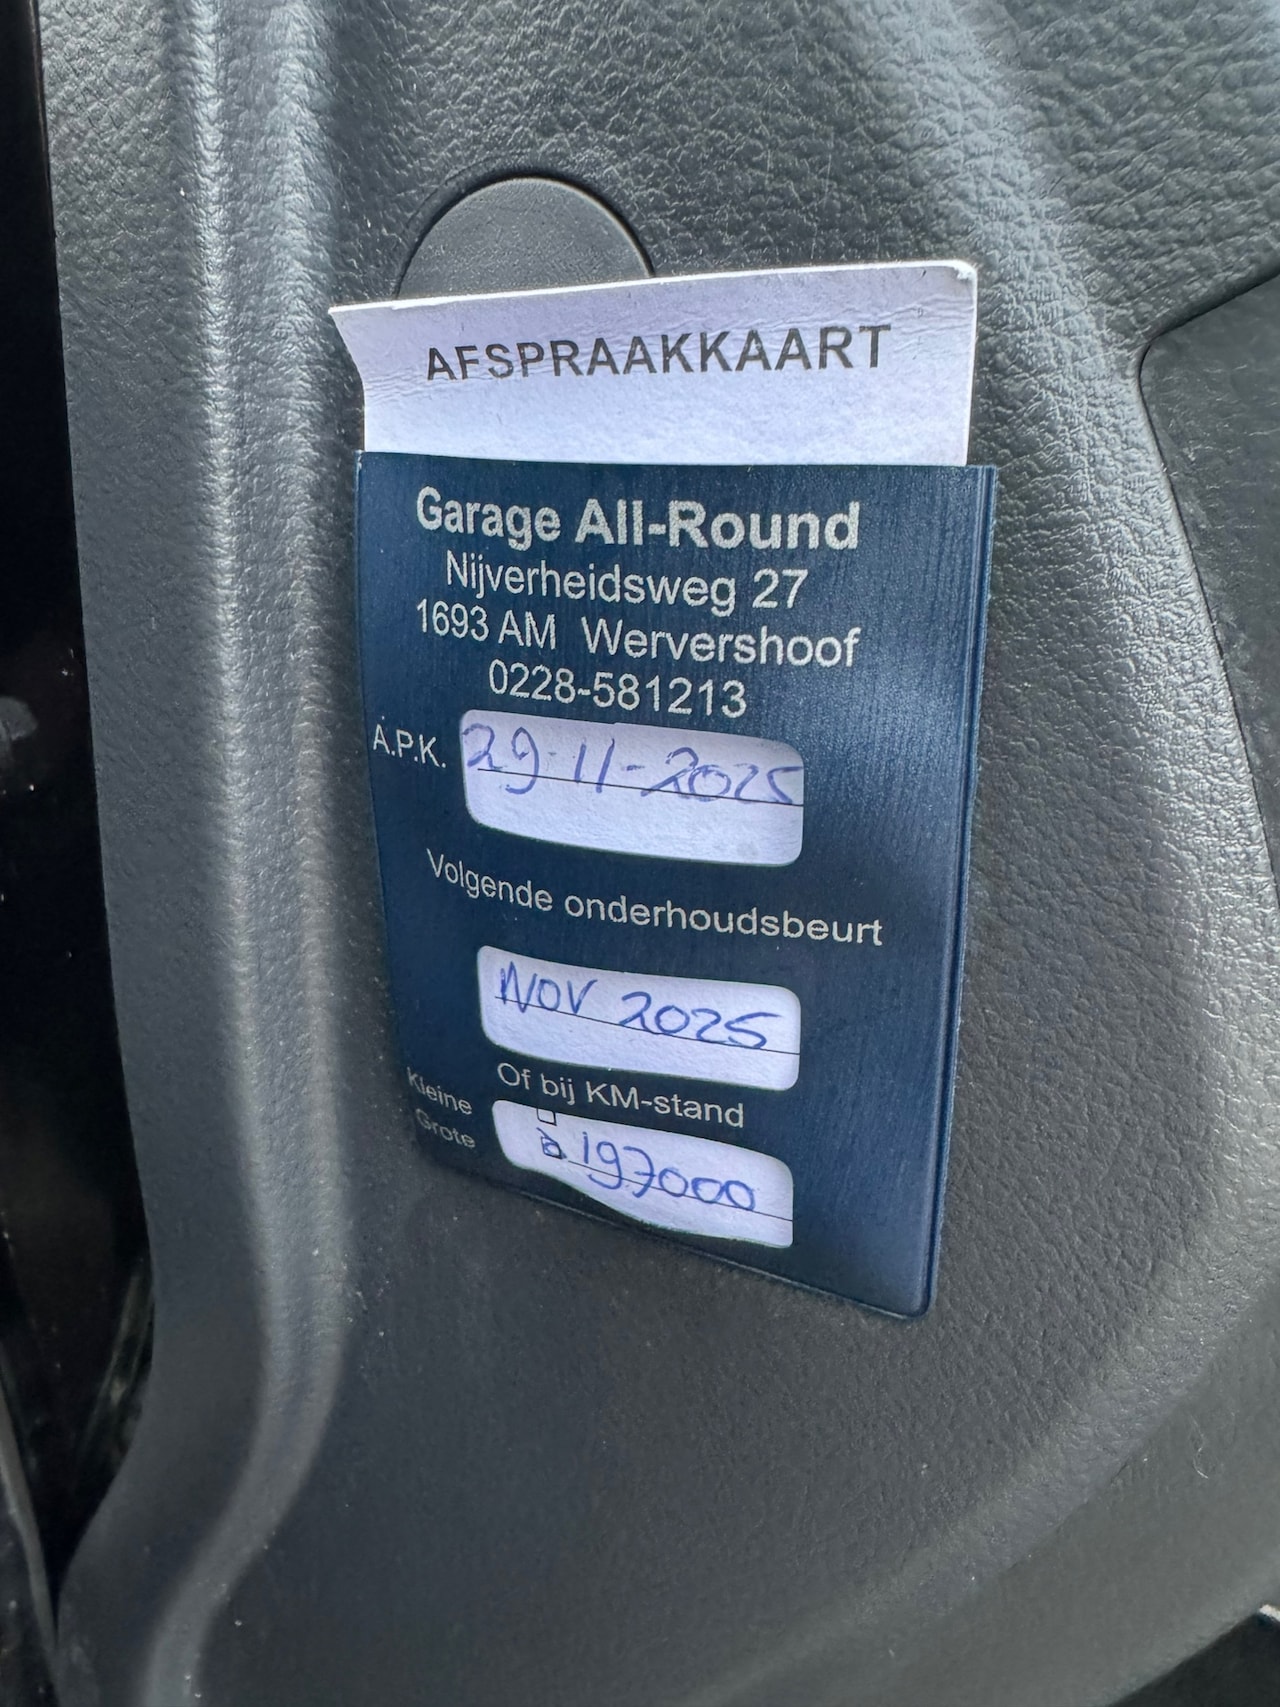 AFSPRAAKKAART
Garage All-Round
Nijverheidsweg 27
1693 AM Wervershoof
0228-581213
A.P.K. 29-11-2025
Volgende onderhoudsbeurt
NOV 2025
Of bij KM-stand
Kleine
Grote 197000